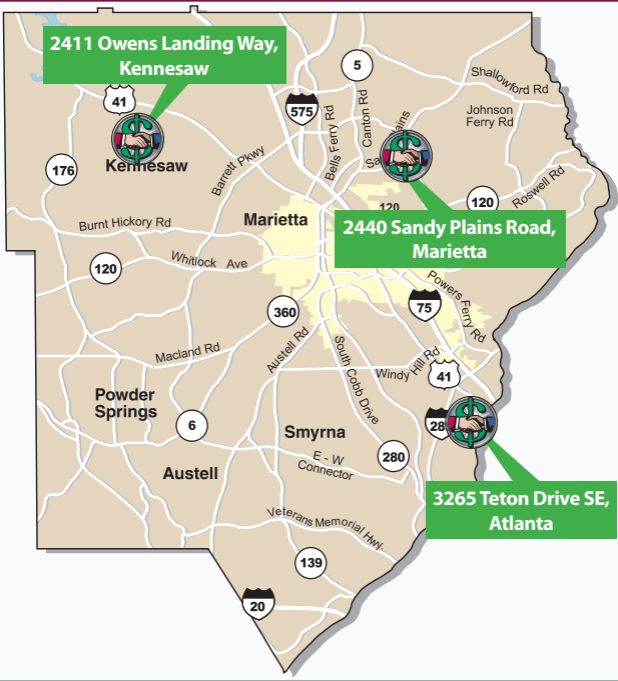 2411 Owens Landing Way,
Kennesaw
5
Shallowford Rd
41
575
Johnson
Ferry Rd
Canton Rd
Bells Ferry Rd
Kennesaw
176
Barrett Pkwy
120
Roswell Rd
120
Marietta
2440 Sandy Plains Road,
Marietta
Burnt Hickory Rd
Whitlock Ave
120
Powers Ferry Rd
75
360
Austell Rd
Macland Rd
South Cobb Drive
Windy Hill Rd
41
Powder
Springs
6
Smyrna
28
E - W
Connector
280
Austell
3265 Teton Drive SE,
Atlanta
Veterans Memorial Hwy.
139
20